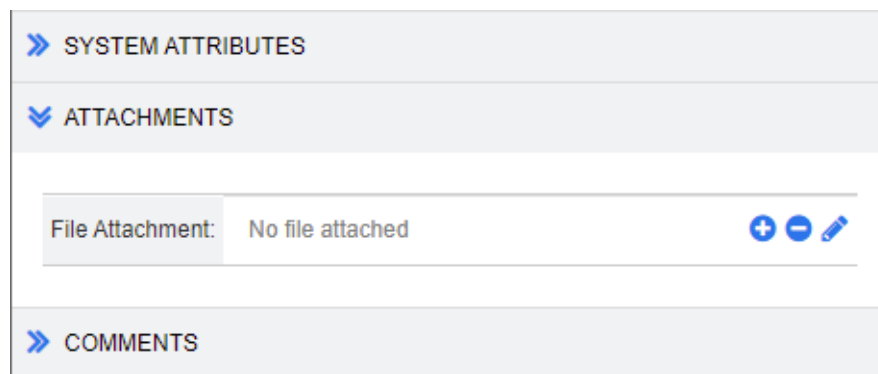 SYSTEM ATTRIBUTES
ATTACHMENTS
File Attachment: No file attached
COMMENTS